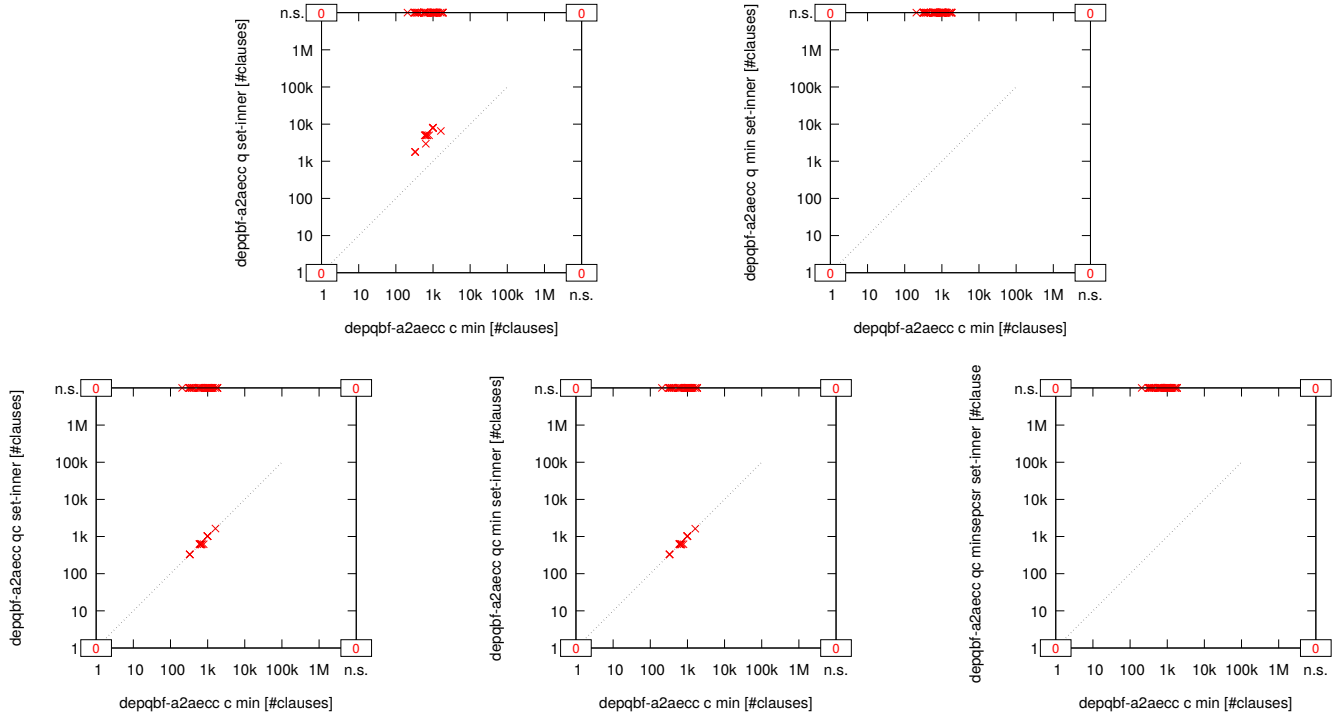 depqbf-a2aecc q set-inner [#clauses]
n.s.
1M
100k
10k
1k
100
10
1
0
0
0
0
1 10 100 1k 10k 100k 1M n.s.
depqbf-a2aecc c min [#clauses]
depqbf-a2aecc q min set-inner [#clauses]
n.s.
1M
100k
10k
1k
100
10
1
0
0
0
0
1 10 100 1k 10k 100k 1M n.s.
depqbf-a2aecc c min [#clauses]
depqbf-a2aecc qc set-inner [#clauses]
n.s.
1M
100k
10k
1k
100
10
1
0
0
0
0
1 10 100 1k 10k 100k 1M n.s.
depqbf-a2aecc c min [#clauses]
depqbf-a2aecc qc min set-inner [#clauses]
n.s.
1M
100k
10k
1k
100
10
1
0
0
0
0
1 10 100 1k 10k 100k 1M n.s.
depqbf-a2aecc c min [#clauses]
depqbf-a2aecc qc minsepcsr set-inner [#clause
n.s.
1M
100k
10k
1k
100
10
1
0
0
0
0
1 10 100 1k 10k 100k 1M n.s.
depqbf-a2aecc c min [#clauses]